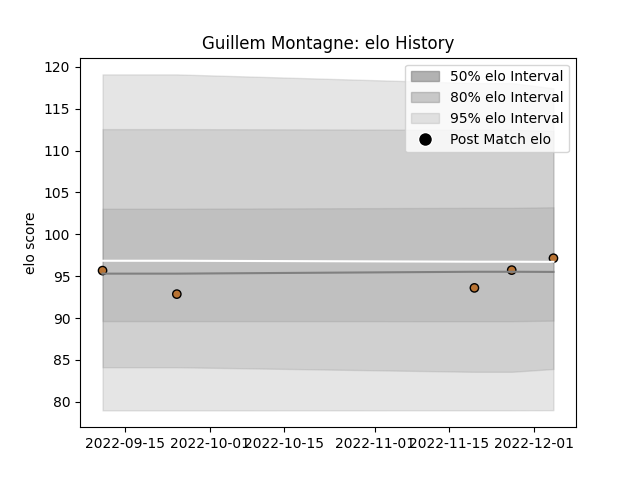 Guillem Montagne: elo History
50% elo Interval
80% elo Interval
95% elo Interval
Post Match elo
elo score
120
115
110
105
100
95
90
85
80
2022-09-15 2022-10-01 2022-10-15 2022-11-01 2022-11-15 2022-12-01